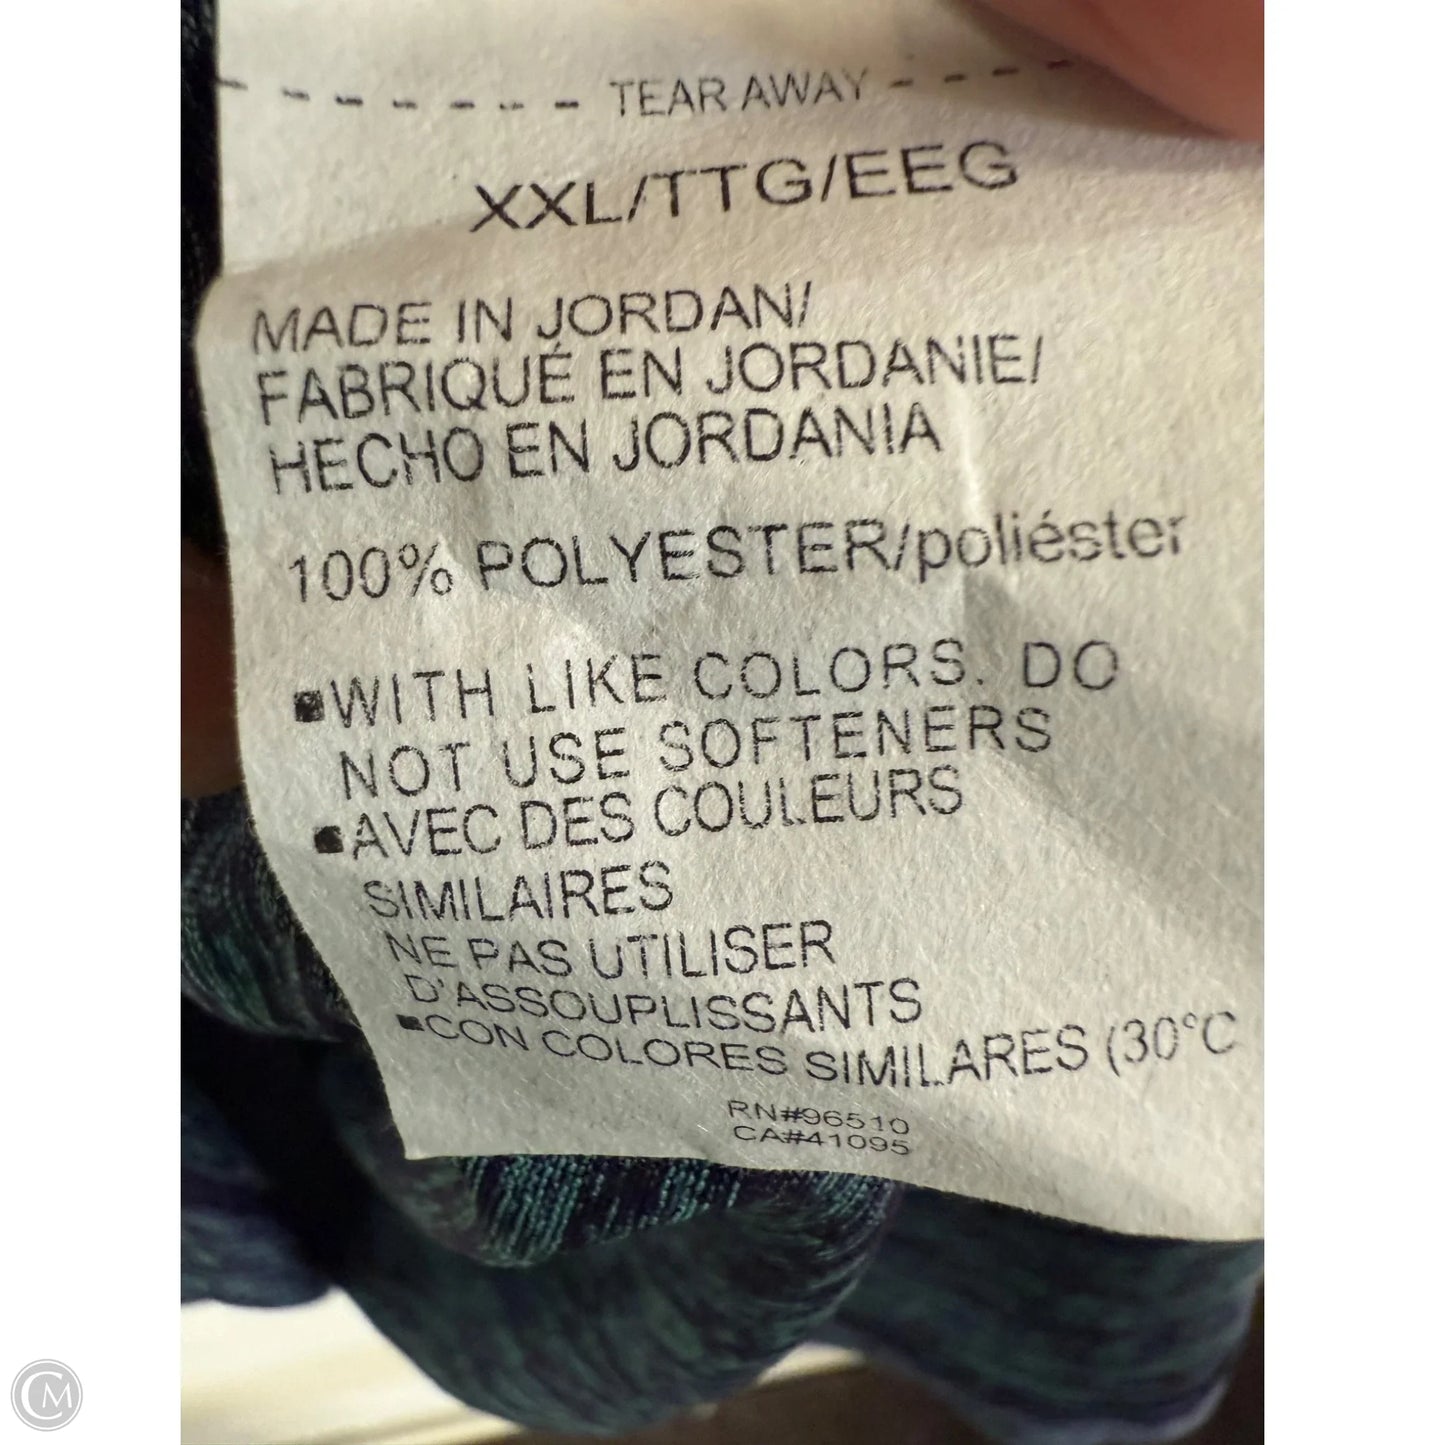 TEAR AWAY
XXL/TTG/EEG
MADE IN JORDAN/
FABRIQUÉ EN JORDANIE/
HECHO EN JORDANIA
100% POLYESTER/poliéster
▪WITH LIKE COLORS. DO
NOT USE SOFTENERS
▪AVEC DES COULEURS
SIMILAIRES
NE PAS UTILISER
D'ASSOUPLISSANTS
▪CON COLORES SIMILARES (30°C
RN#96510
CA#41095
CM